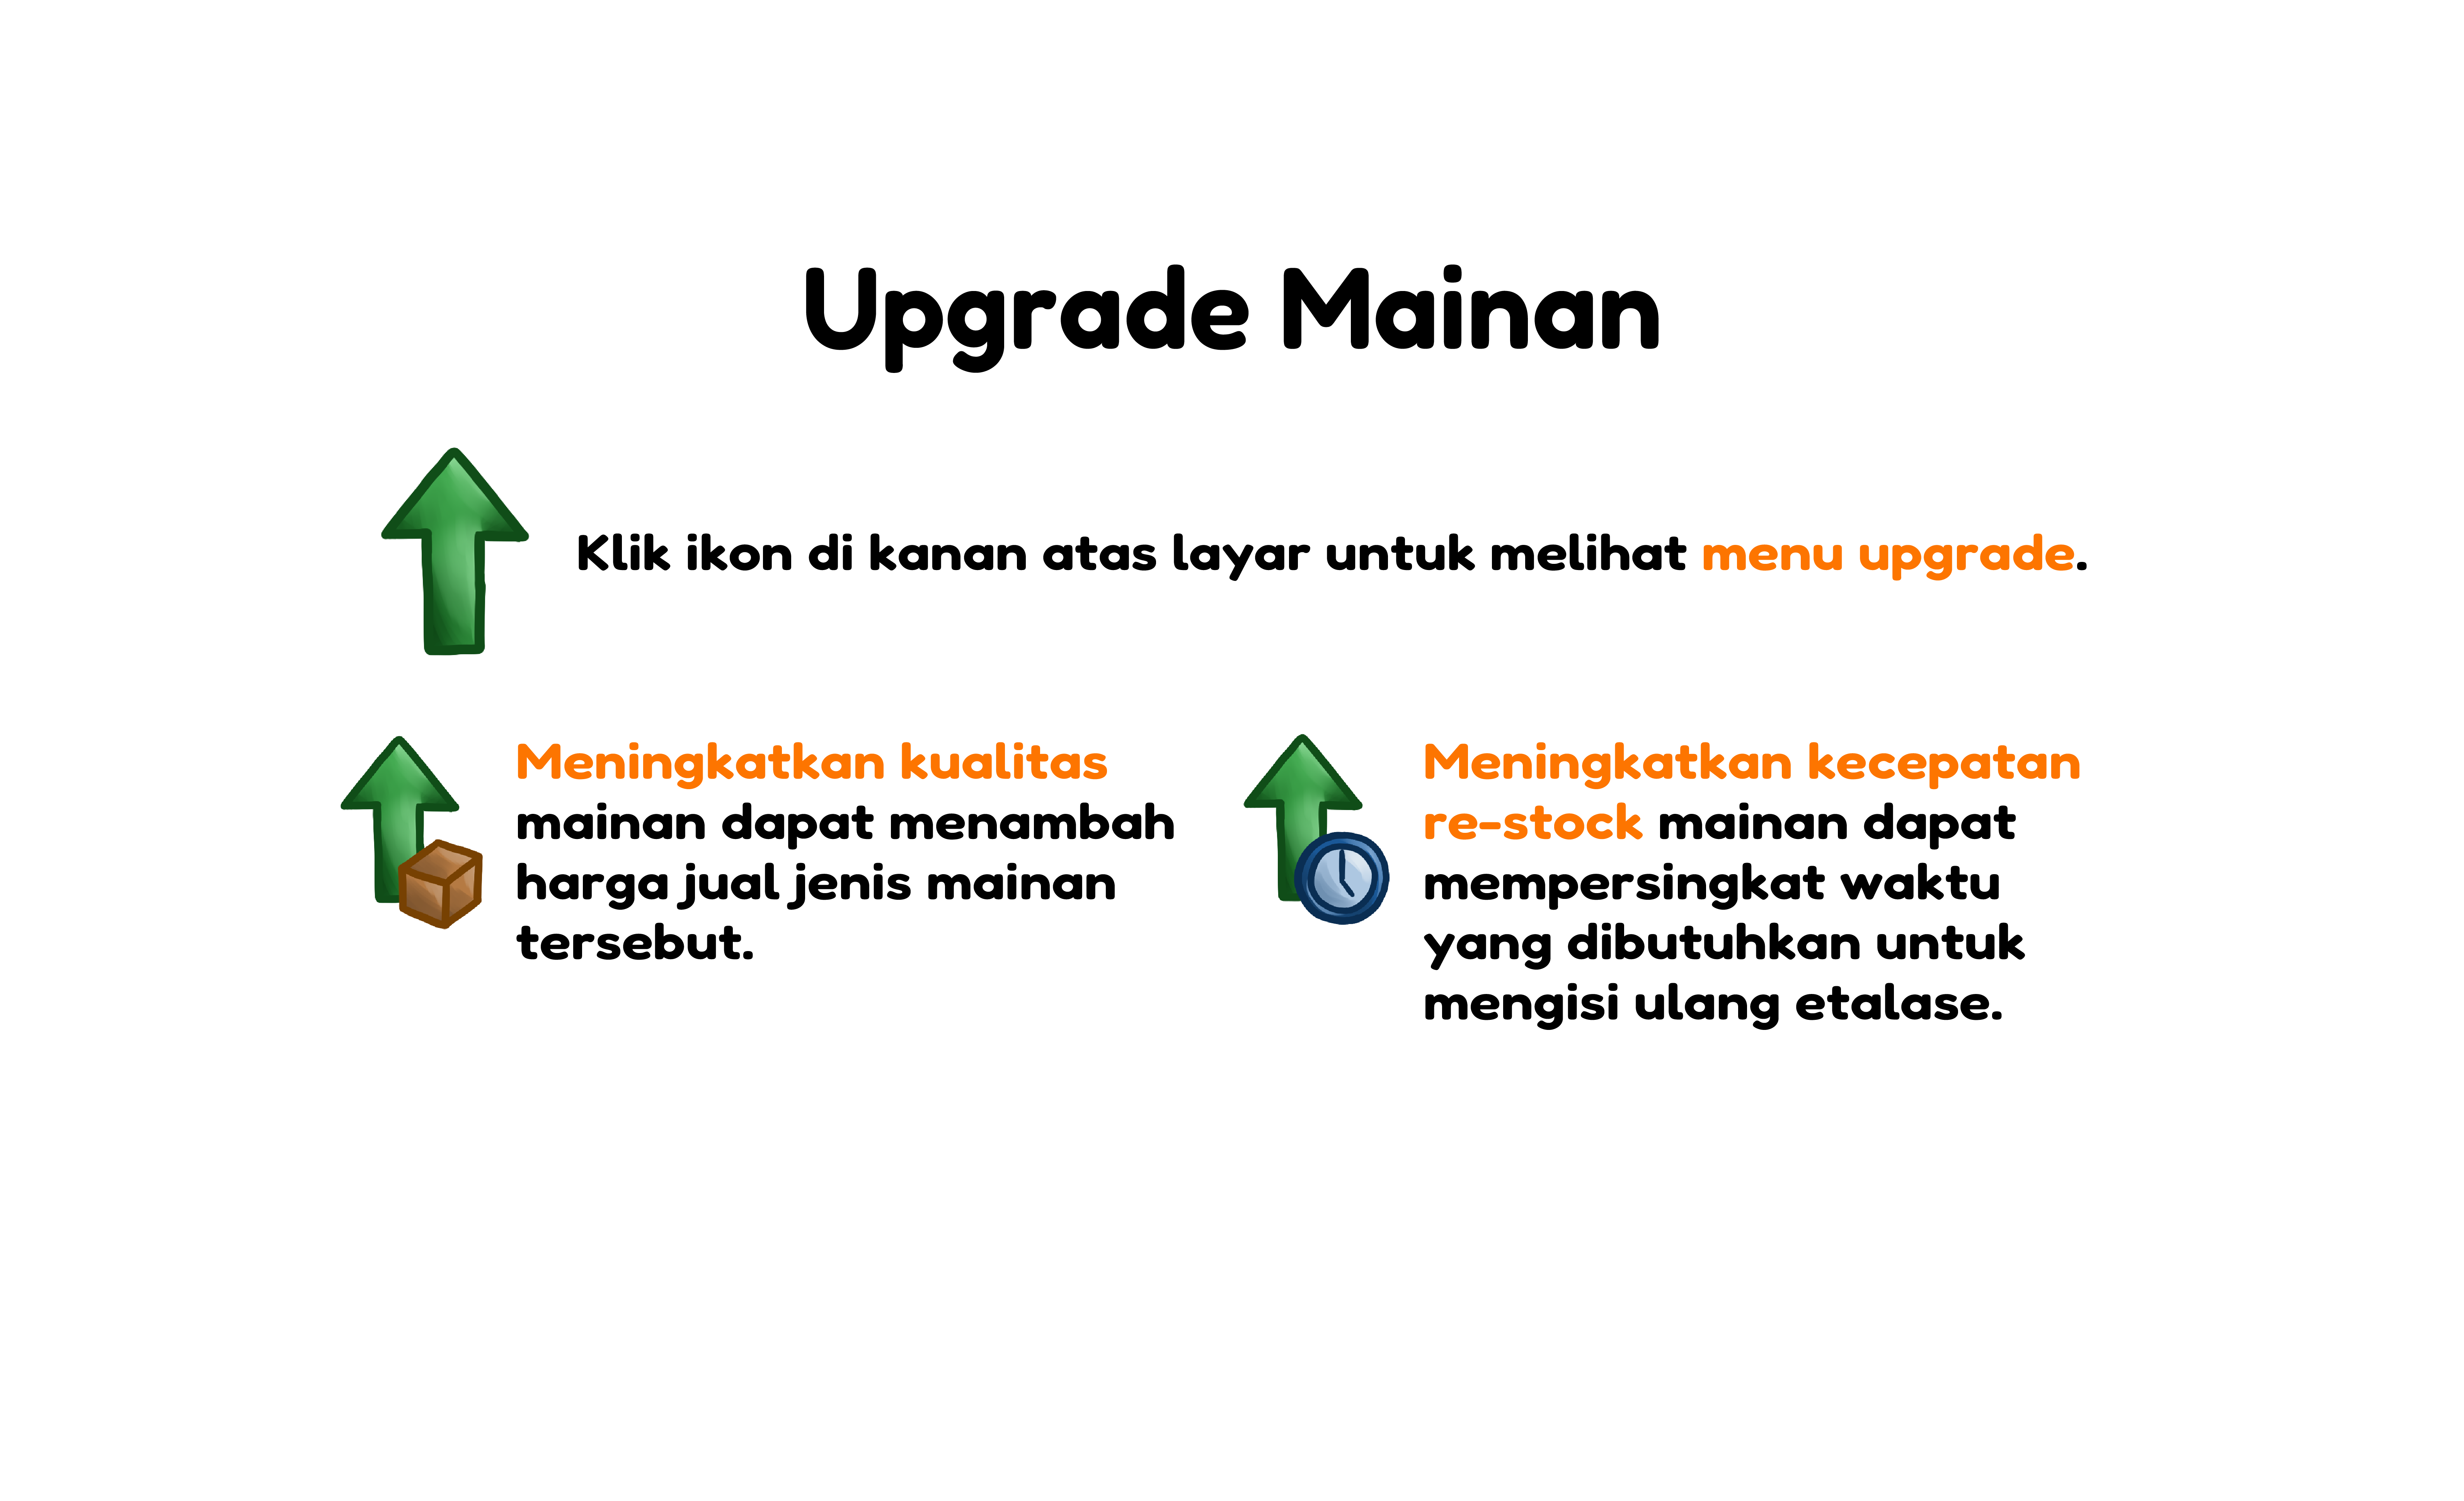 Upgrade Mainan
Klik ikon di kanan atas layar untuk melihat menu upgrade.
Meningkatkan kualitas
mainan dapat menambah
harga jual jenis mainan
tersebut.
Meningkatkan kecepatan
re-stock mainan dapat
mempersingkat waktu
yang dibutuhkan untuk
mengisi ulang etalase.